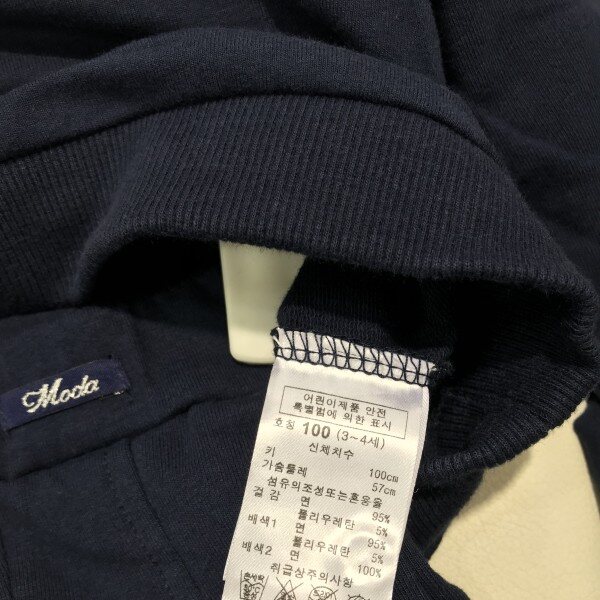 Moda
어린이제품 안전
특별법에 의한 표시
호칭 100 (3~4세)
신체치수
키 100cm
가슴둘레 57cm
섬유의조성또는혼용율
겉감 면 95%
폴리우레탄 5%
배색1 면 95%
폴리우레탄 5%
배색2 면 100%
취급상주의사항